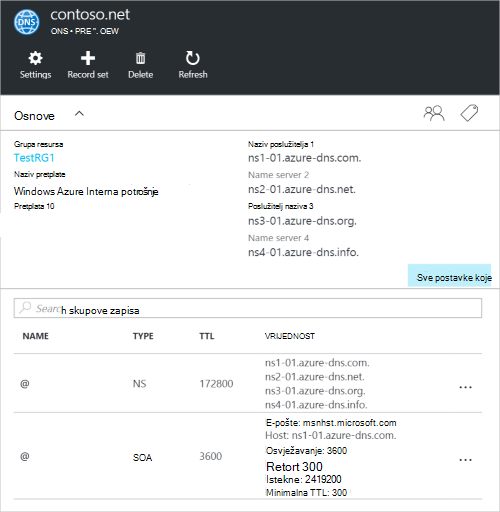 contoso.net
DNS • PRE ". OEW
Settings
Record set
Delete
Refresh
Osnove
Grupa resursa
TestRG1
Naziv pretplate
Windows Azure Interna potrošnje
Pretplata 10
Naziv poslužitelja 1
ns1-01.azure-dns.com.
Name server 2
ns2-01.azure-dns.net.
Poslužitelj naziva 3
ns3-01.azure-dns.org.
Name server 4
ns4-01.azure-dns.info.
Sve postavke koje
Search skupove zapisa
NAME TYPE TTL VRIJEDNOST
@ NS 172800
ns1-01.azure-dns.com.
ns2-01.azure-dns.net.
ns3-01.azure-dns.org.
ns4-01.azure-dns.info.
...
@ SOA 3600
E-pošte: msnhst.microsoft.com
Host: ns1-01.azure-dns.com.
Osvježavanje: 3600
Retort 300
Istekne: 2419200
Minimalna TTL: 300
...